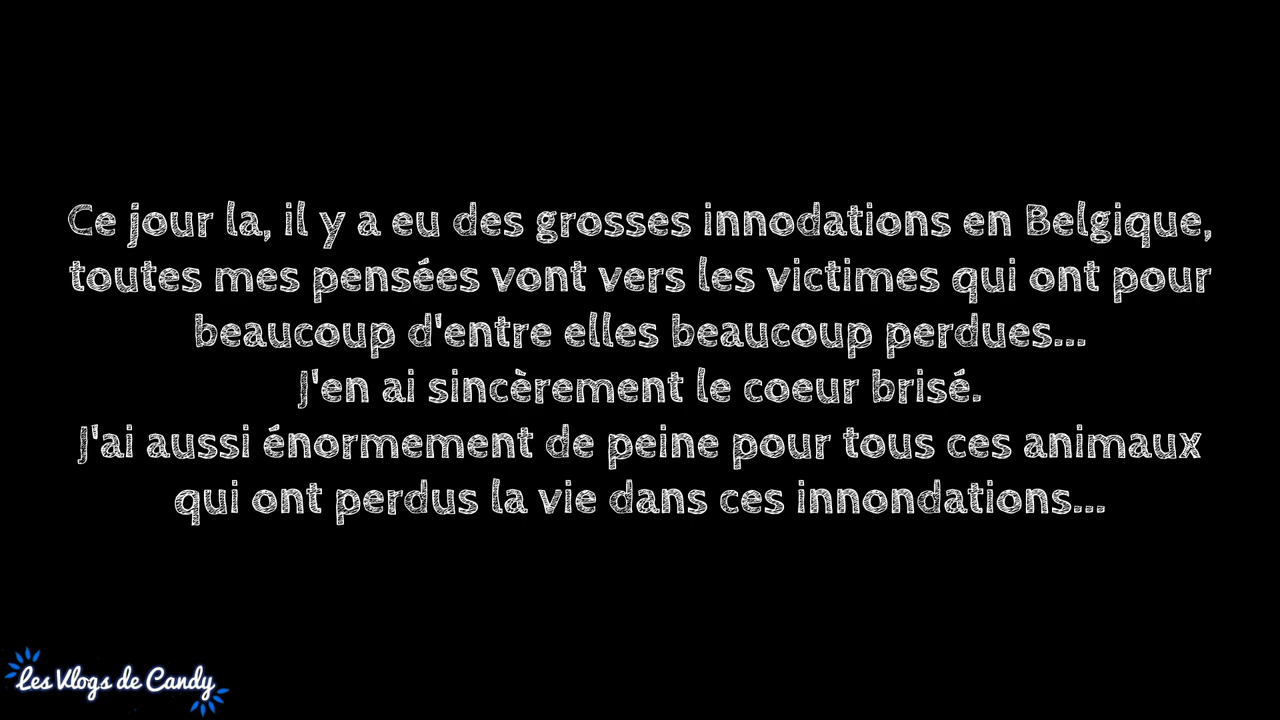 Ce jour la, il y a eu des grosses innodations en Belgique,
toutes mes pensées vont vers les victimes qui ont pour
beaucoup d'entre elles beaucoup perdues...
J'en ai sincèrement le coeur brisé.
J'ai aussi énormement de peine pour tous ces animaux
qui ont perdus la vie dans ces innondations...
Les Vlogs de Candy